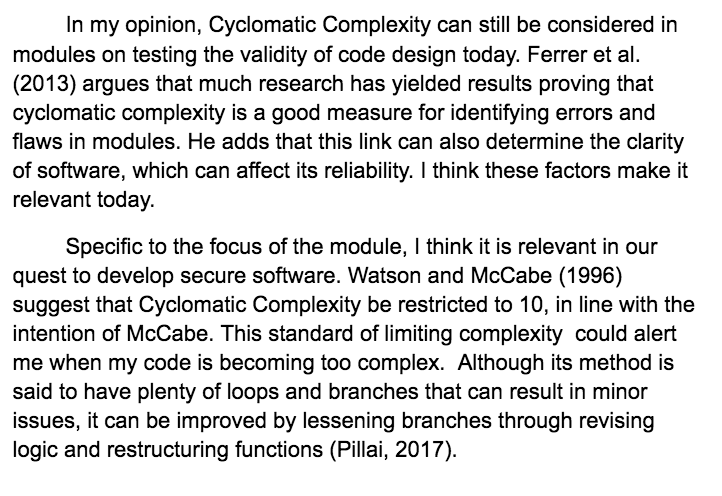 In my opinion, Cyclomatic Complexity can still be considered in
modules on testing the validity of code design today. Ferrer et al.
(2013) argues that much research has yielded results proving that
cyclomatic complexity is a good measure for identifying errors and
flaws in modules. He adds that this link can also determine the clarity
of software, which can affect its reliability. I think these factors make it
relevant today.
Specific to the focus of the module, I think it is relevant in our
quest to develop secure software. Watson and McCabe (1996)
suggest that Cyclomatic Complexity be restricted to 10, in line with the
intention of McCabe. This standard of limiting complexity  could alert
me when my code is becoming too complex.  Although its method is
said to have plenty of loops and branches that can result in minor
issues, it can be improved by lessening branches through revising
logic and restructuring functions (Pillai, 2017).